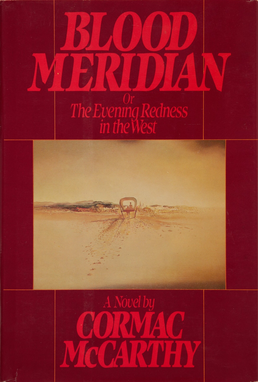 BLOOD
MERIDIAN
Or
The Evening Redness
in the West
A Novel by
CORMAC
McCARTHY